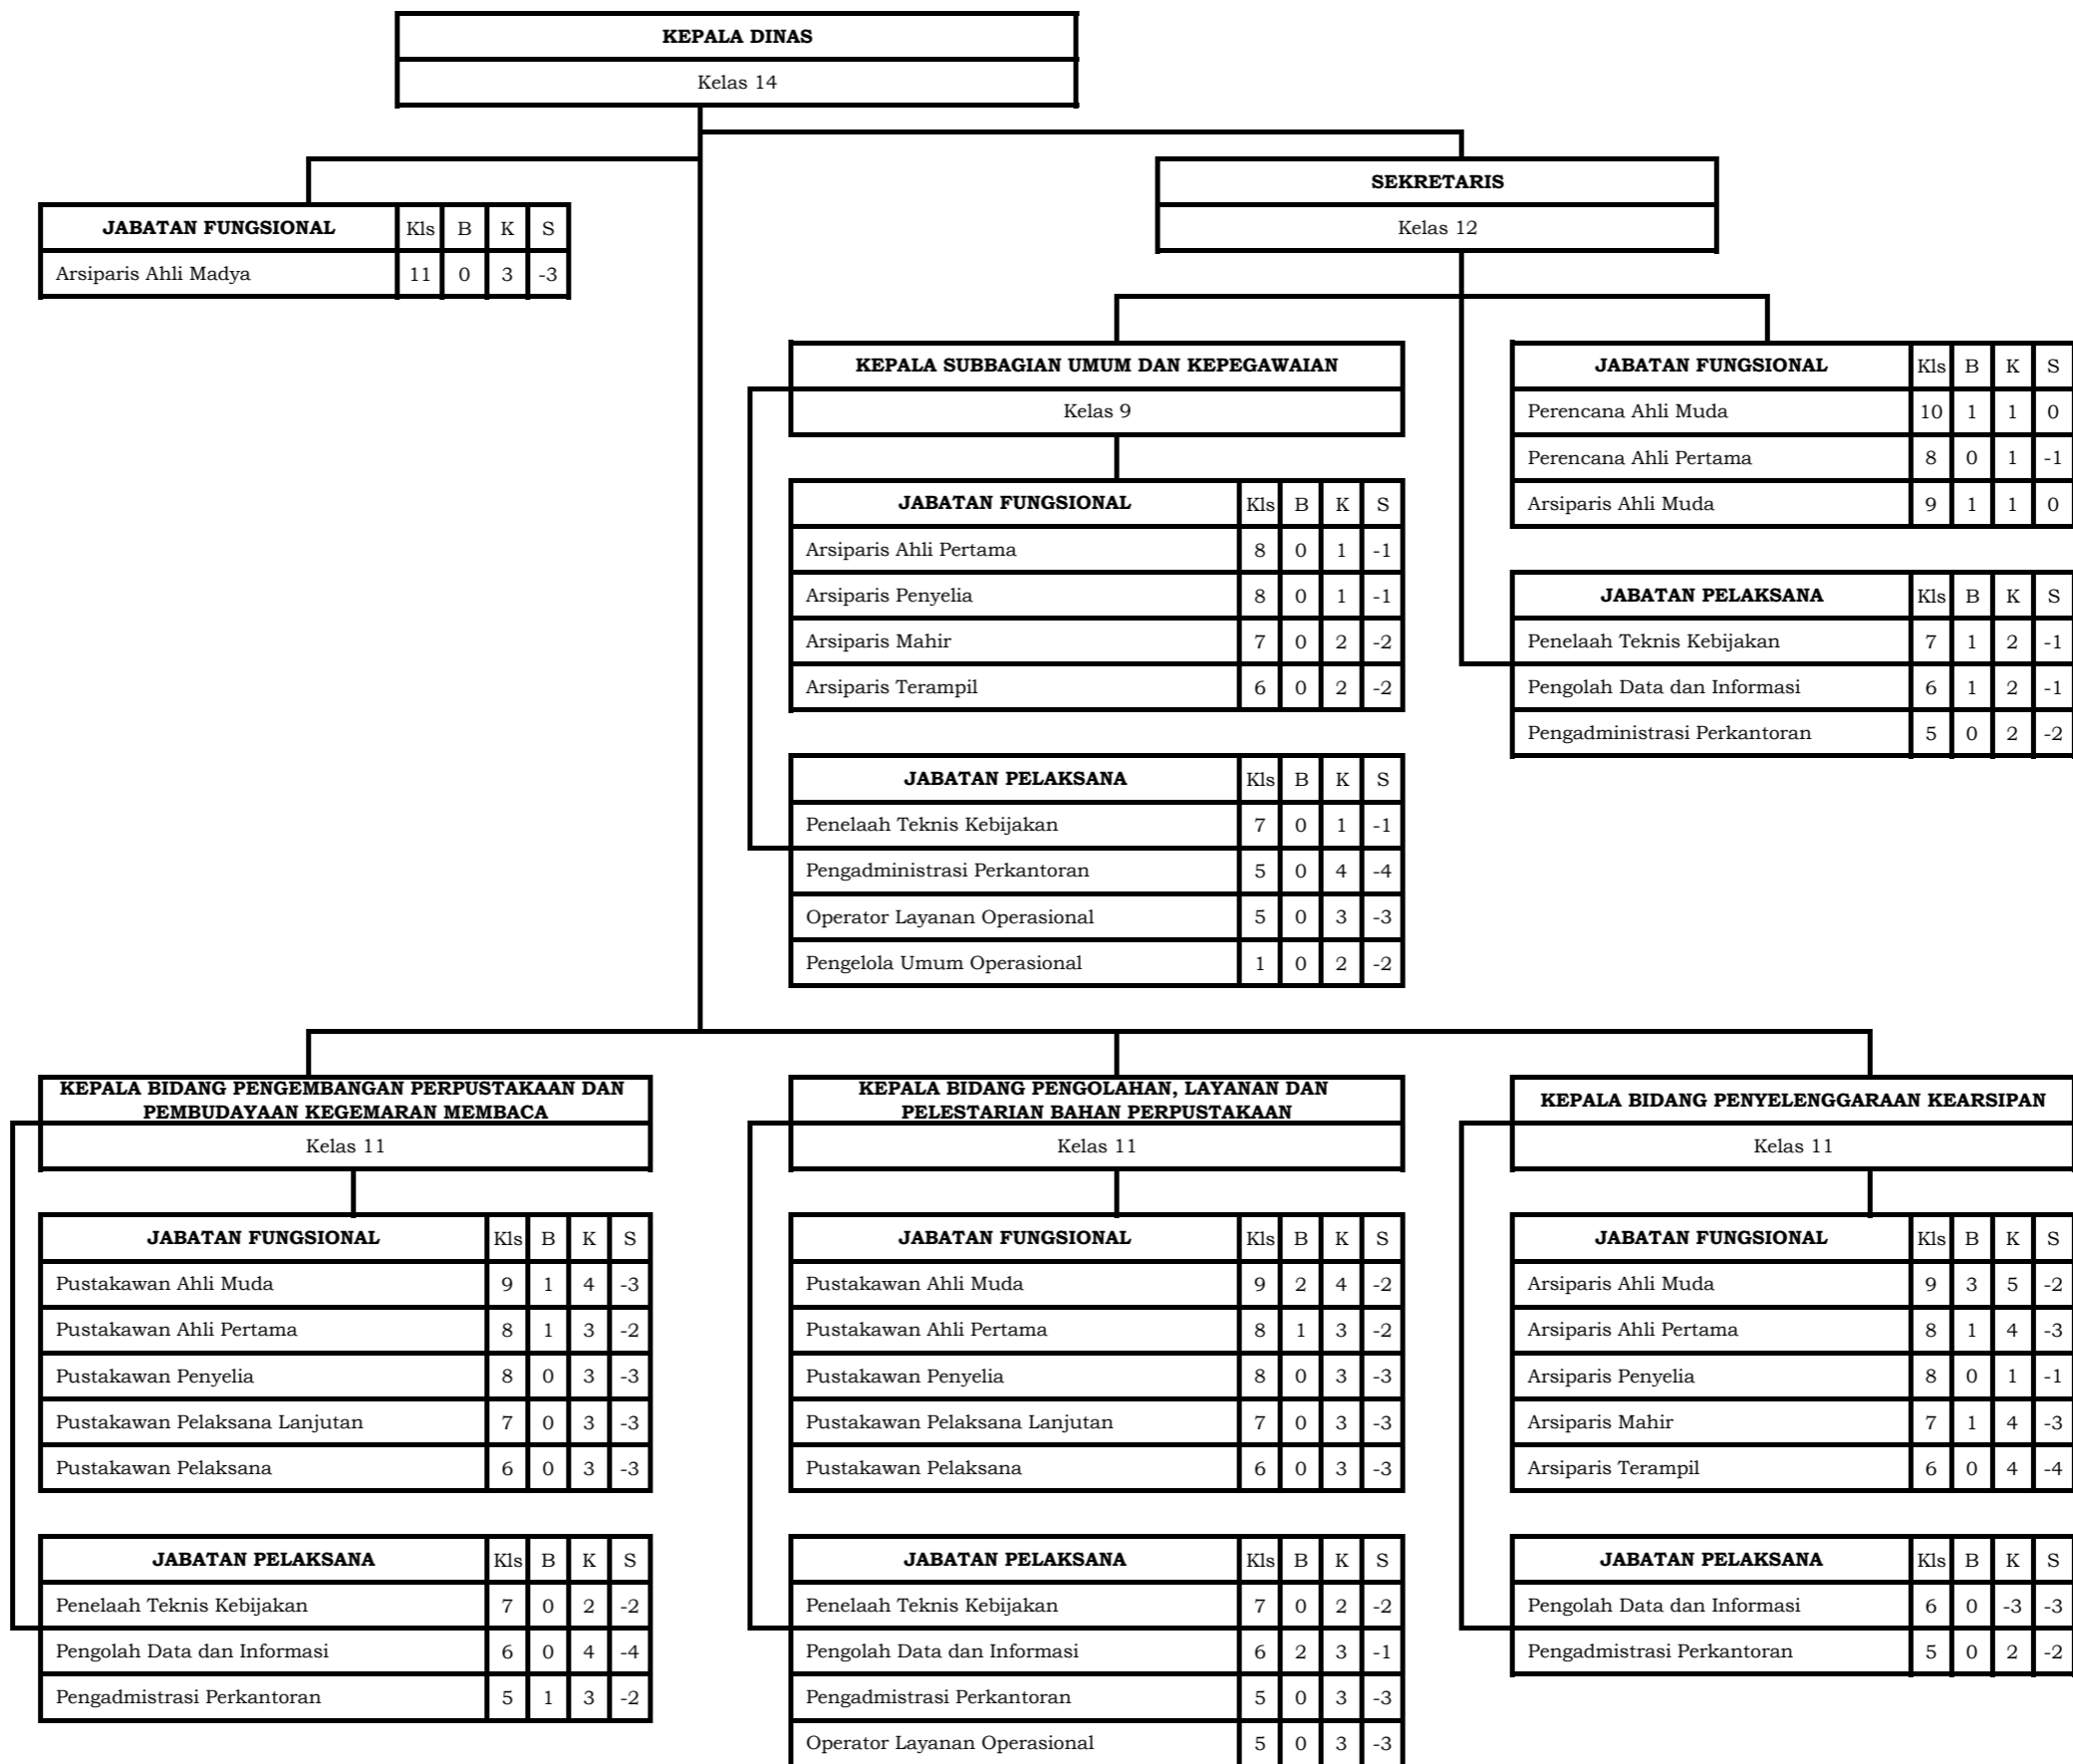 KEPALA DINAS
Kelas 14
JABATAN FUNGSIONAL Kls B K S
Arsiparis Ahli Madya 11 0 3 -3
SEKRETARIS
Kelas 12
KEPALA SUBBAGIAN UMUM DAN KEPEGAWAIAN
Kelas 9
JABATAN FUNGSIONAL Kls B K S
Arsiparis Ahli Pertama 8 0 1 -1
Arsiparis Penyelia 8 0 1 -1
Arsiparis Mahir 7 0 2 -2
Arsiparis Terampil 6 0 2 -2
JABATAN PELAKSANA Kls B K S
Penelaah Teknis Kebijakan 7 0 1 -1
Pengadministrasi Perkantoran 5 0 4 -4
Operator Layanan Operasional 5 0 3 -3
Pengelola Umum Operasional 1 0 2 -2
JABATAN FUNGSIONAL Kls B K S
Perencana Ahli Muda 10 1 1 0
Perencana Ahli Pertama 8 0 1 -1
Arsiparis Ahli Muda 9 1 1 0
JABATAN PELAKSANA Kls B K S
Penelaah Teknis Kebijakan 7 1 2 -1
Pengolah Data dan Informasi 6 1 2 -1
Pengadministrasi Perkantoran 5 0 2 -2
KEPALA BIDANG PENGEMBANGAN PERPUSTAKAAN DAN
PEMBUDAYAAN KEGEMARAN MEMBACA
Kelas 11
JABATAN FUNGSIONAL Kls B K S
Pustakawan Ahli Muda 9 1 4 -3
Pustakawan Ahli Pertama 8 1 3 -2
Pustakawan Penyelia 8 0 3 -3
Pustakawan Pelaksana Lanjutan 7 0 3 -3
Pustakawan Pelaksana 6 0 3 -3
JABATAN PELAKSANA Kls B K S
Penelaah Teknis Kebijakan 7 0 2 -2
Pengolah Data dan Informasi 6 0 4 -4
Pengadmistrasi Perkantoran 5 1 3 -2
KEPALA BIDANG PENGOLAHAN, LAYANAN DAN
PELESTARIAN BAHAN PERPUSTAKAAN
Kelas 11
JABATAN FUNGSIONAL Kls B K S
Pustakawan Ahli Muda 9 2 4 -2
Pustakawan Ahli Pertama 8 1 3 -2
Pustakawan Penyelia 8 0 3 -3
Pustakawan Pelaksana Lanjutan 7 0 3 -3
Pustakawan Pelaksana 6 0 3 -3
JABATAN PELAKSANA Kls B K S
Penelaah Teknis Kebijakan 7 0 2 -2
Pengolah Data dan Informasi 6 2 3 -1
Pengadmistrasi Perkantoran 5 0 3 -3
Operator Layanan Operasional 5 0 3 -3
KEPALA BIDANG PENYELENGGARAAN KEARSIPAN
Kelas 11
JABATAN FUNGSIONAL Kls B K S
Arsiparis Ahli Muda 9 3 5 -2
Arsiparis Ahli Pertama 8 1 4 -3
Arsiparis Penyelia 8 0 1 -1
Arsiparis Mahir 7 1 4 -3
Arsiparis Terampil 6 0 4 -4
JABATAN PELAKSANA Kls B K S
Pengolah Data dan Informasi 6 0 -3 -3
Pengadmistrasi Perkantoran 5 0 2 -2